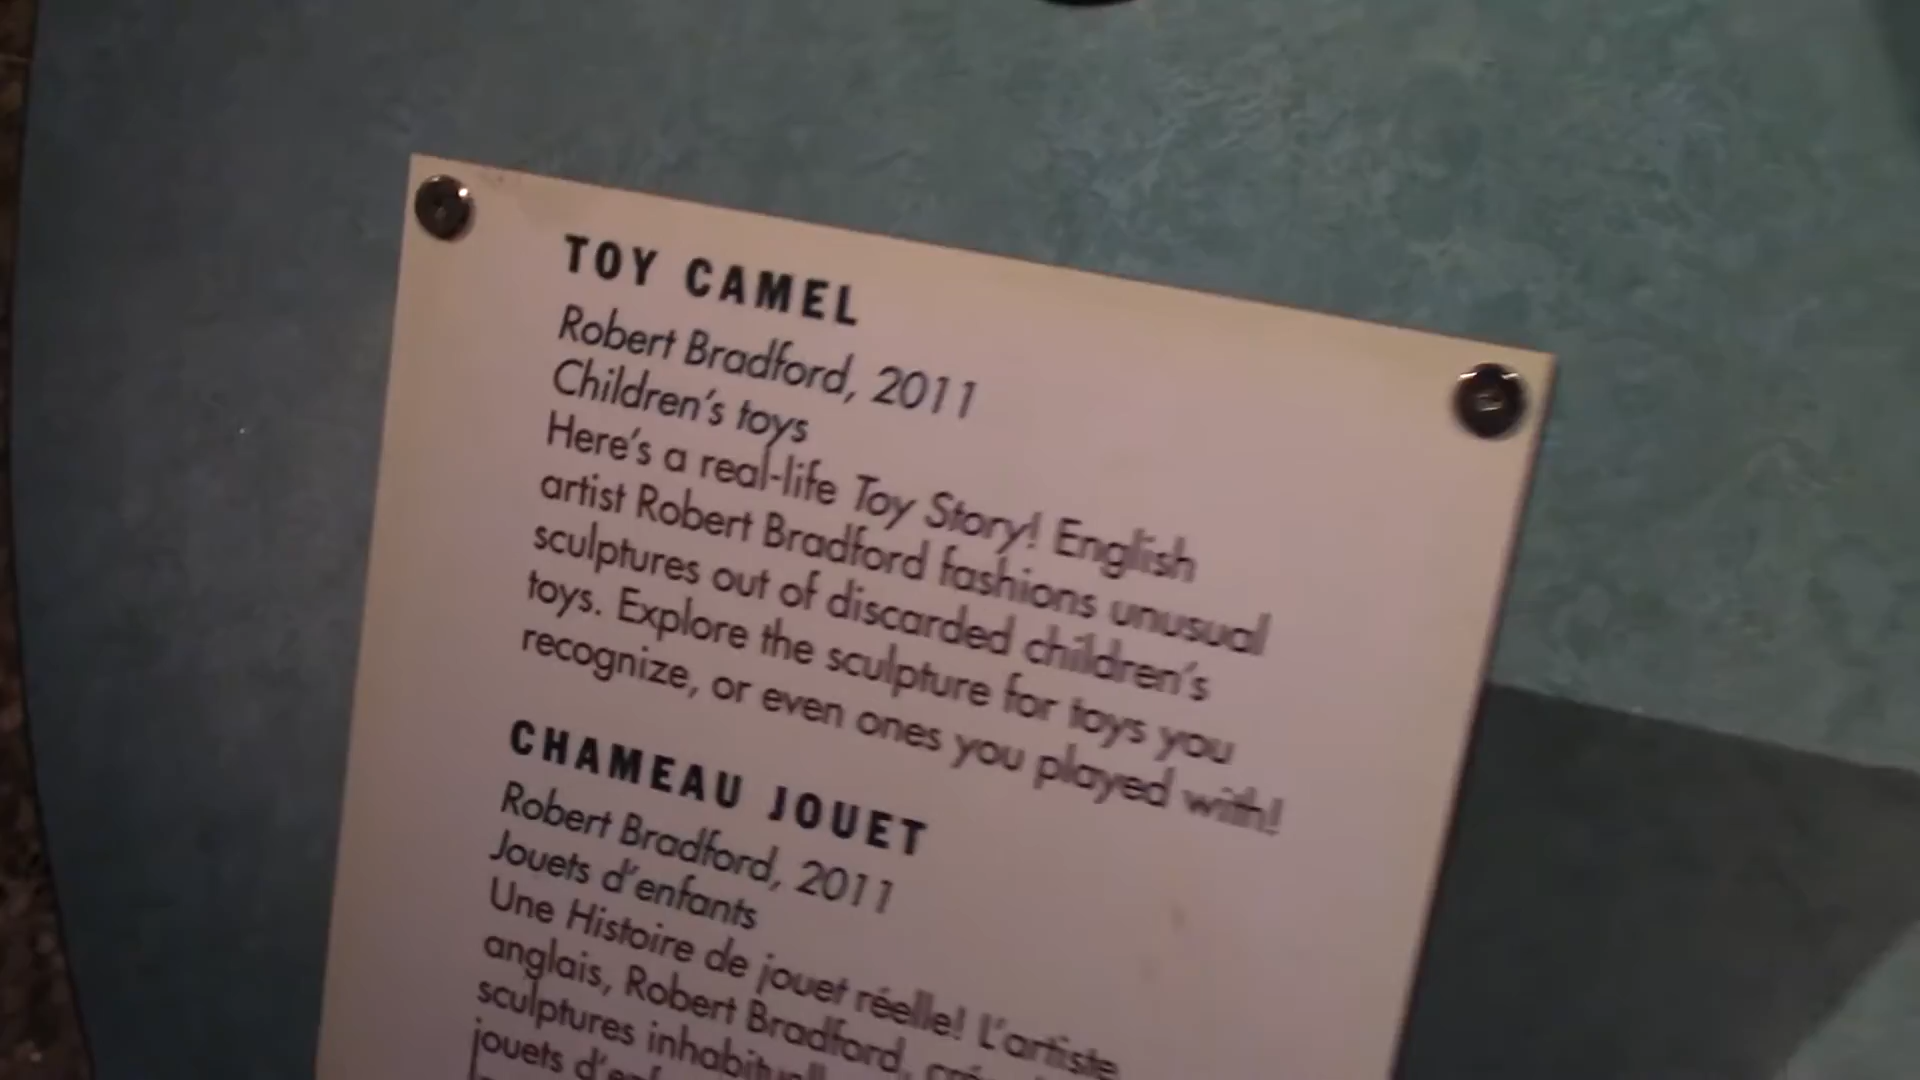 TOY CAMEL
Robert Bradford, 2011
Children's toys
Here's a real-life Toy Story! English
artist Robert Bradford fashions unusual
sculptures out of discarded children's
toys. Explore the sculpture for toys you
recognize, or even ones you played with!
CHAMEAU JOUET
Robert Bradford, 2011
Jouets d'enfants
Une Histoire de jouet réelle! L'artiste
anglais, Robert Bradford,
sculptures
jouets